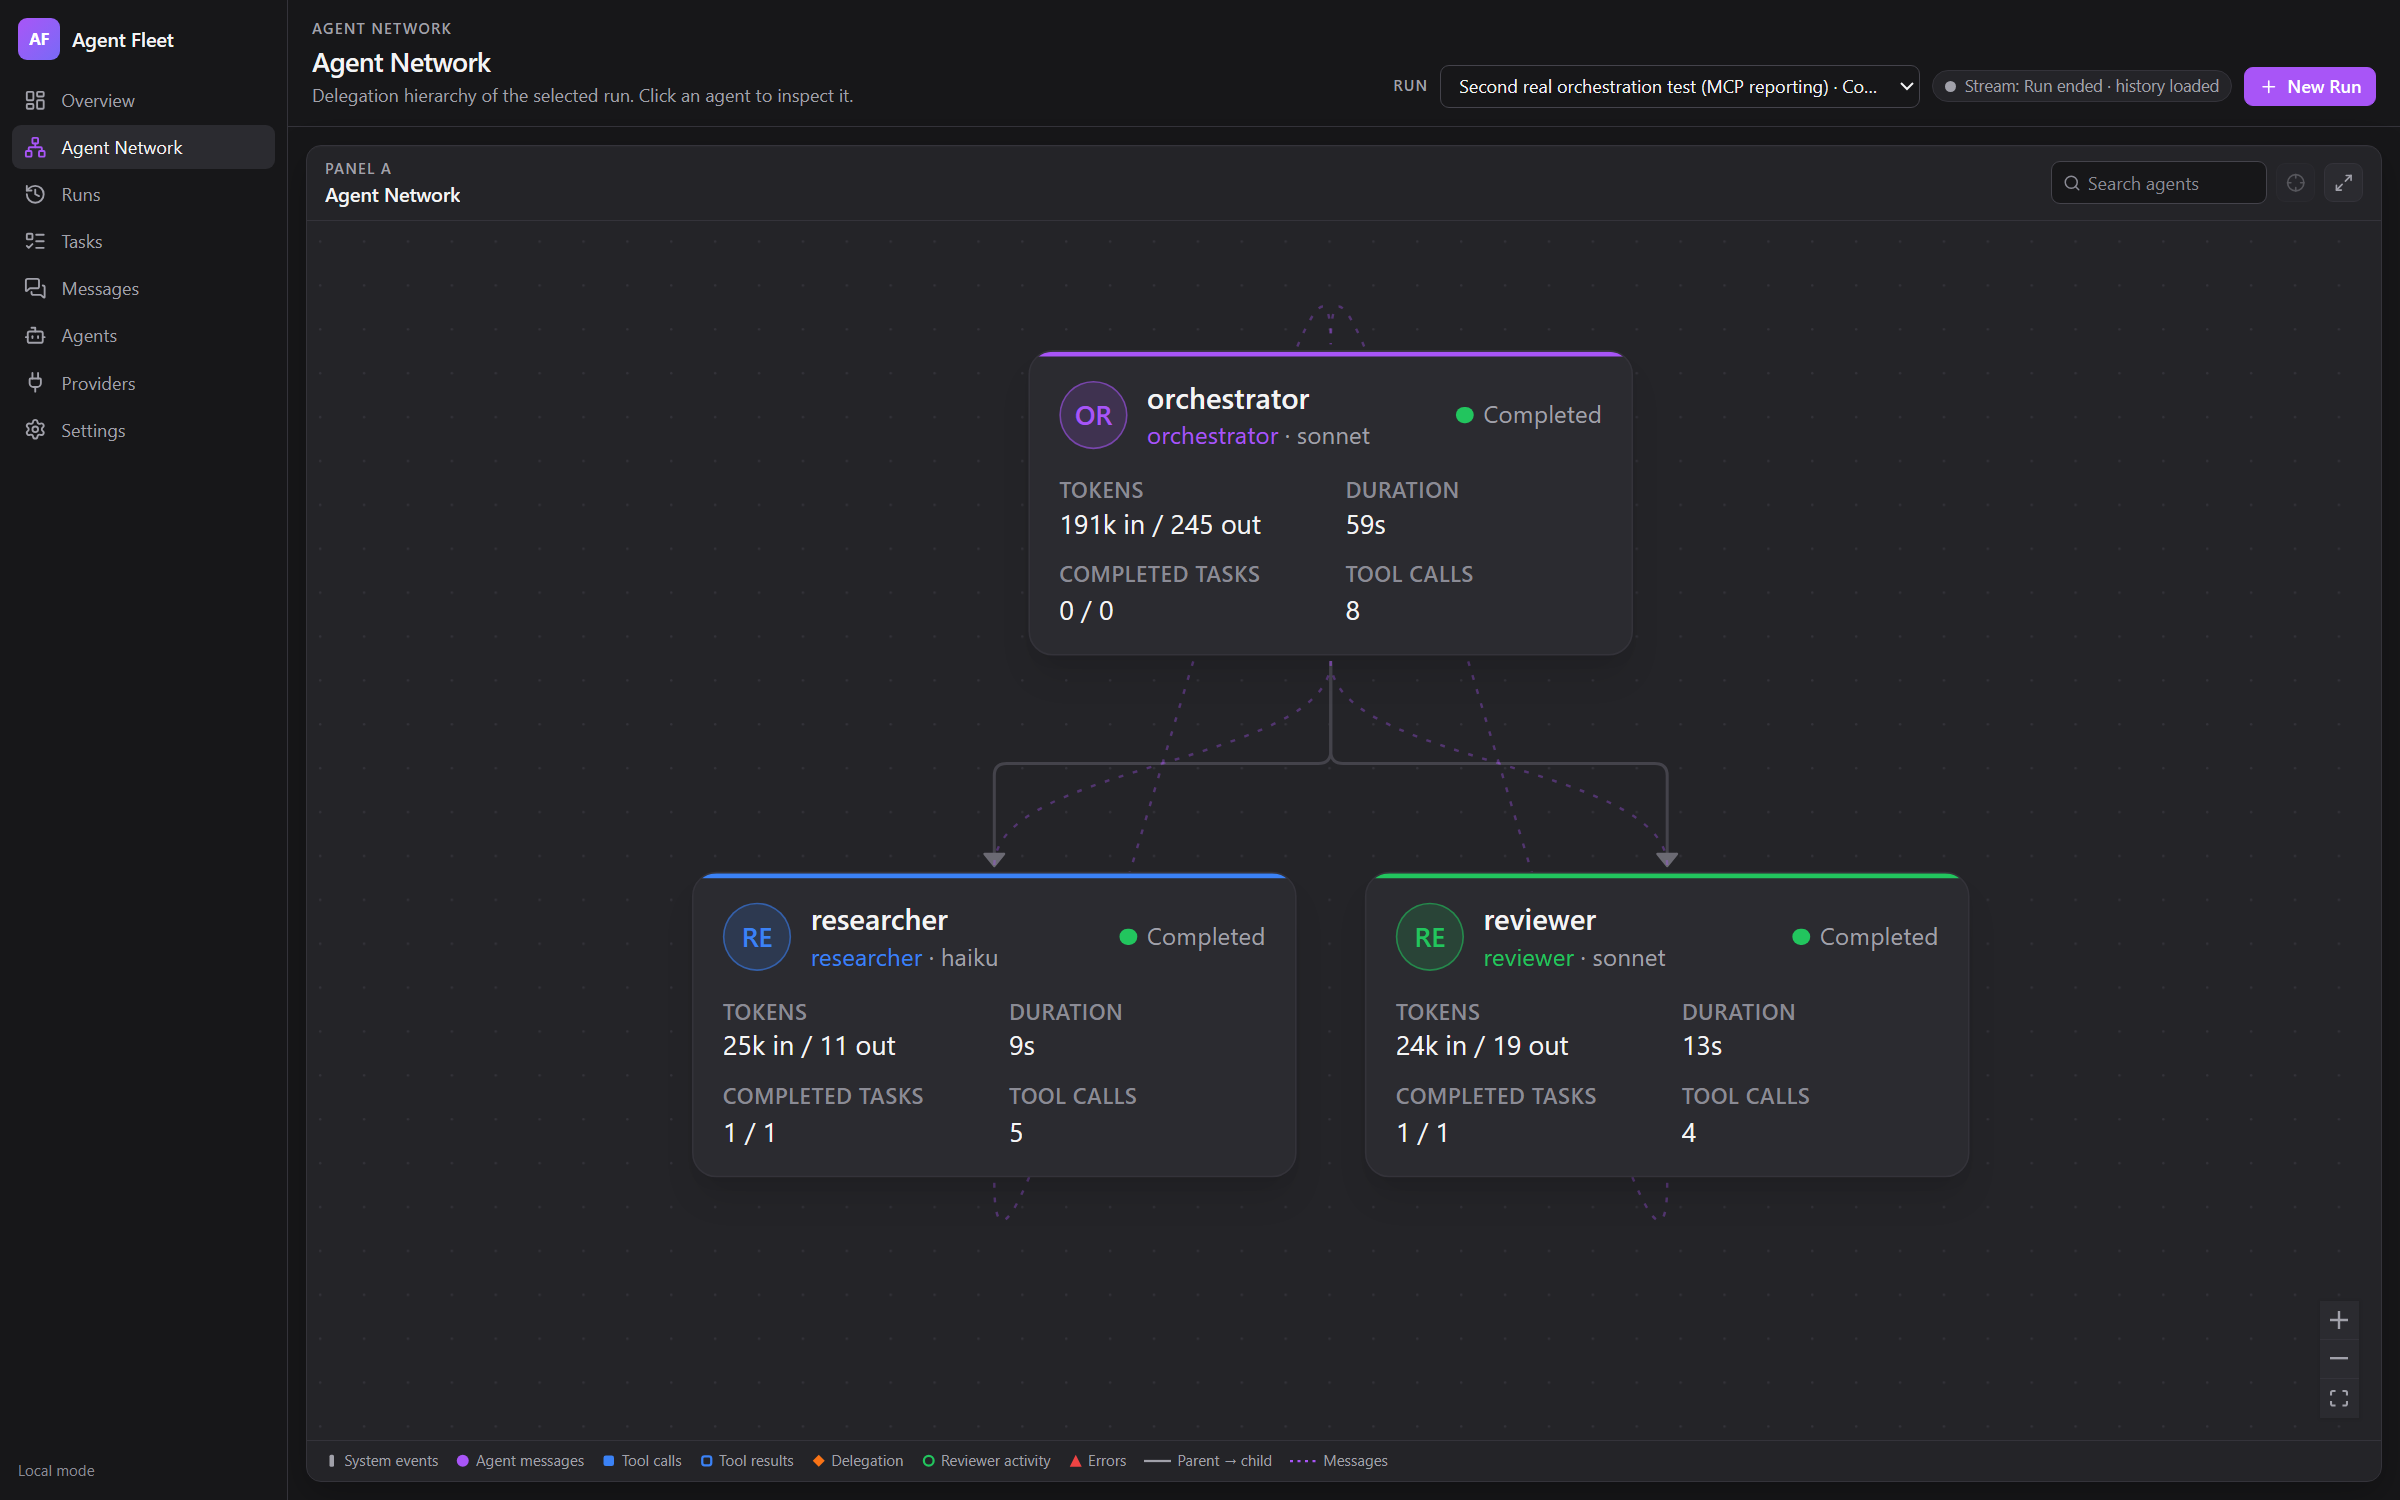 AF
Agent Fleet
Overview
Agent Network
Runs
Tasks
Messages
Agents
Providers
Settings
Local mode
AGENT NETWORK
Agent Network
Delegation hierarchy of the selected run. Click an agent to inspect it.
RUN
Second real orchestration test (MCP reporting) · Co...
Stream: Run ended · history loaded
+ New Run
PANEL A
Agent Network
Search agents
OR
orchestrator
orchestrator · sonnet
Completed
TOKENS
191k in / 245 out
DURATION
59s
COMPLETED TASKS
0 / 0
TOOL CALLS
8
RE
researcher
researcher · haiku
Completed
TOKENS
25k in / 11 out
DURATION
9s
COMPLETED TASKS
1 / 1
TOOL CALLS
5
RE
reviewer
reviewer · sonnet
Completed
TOKENS
24k in / 19 out
DURATION
13s
COMPLETED TASKS
1 / 1
TOOL CALLS
4
System events
Agent messages
Tool calls
Tool results
Delegation
Reviewer activity
Errors
Parent → child
Messages